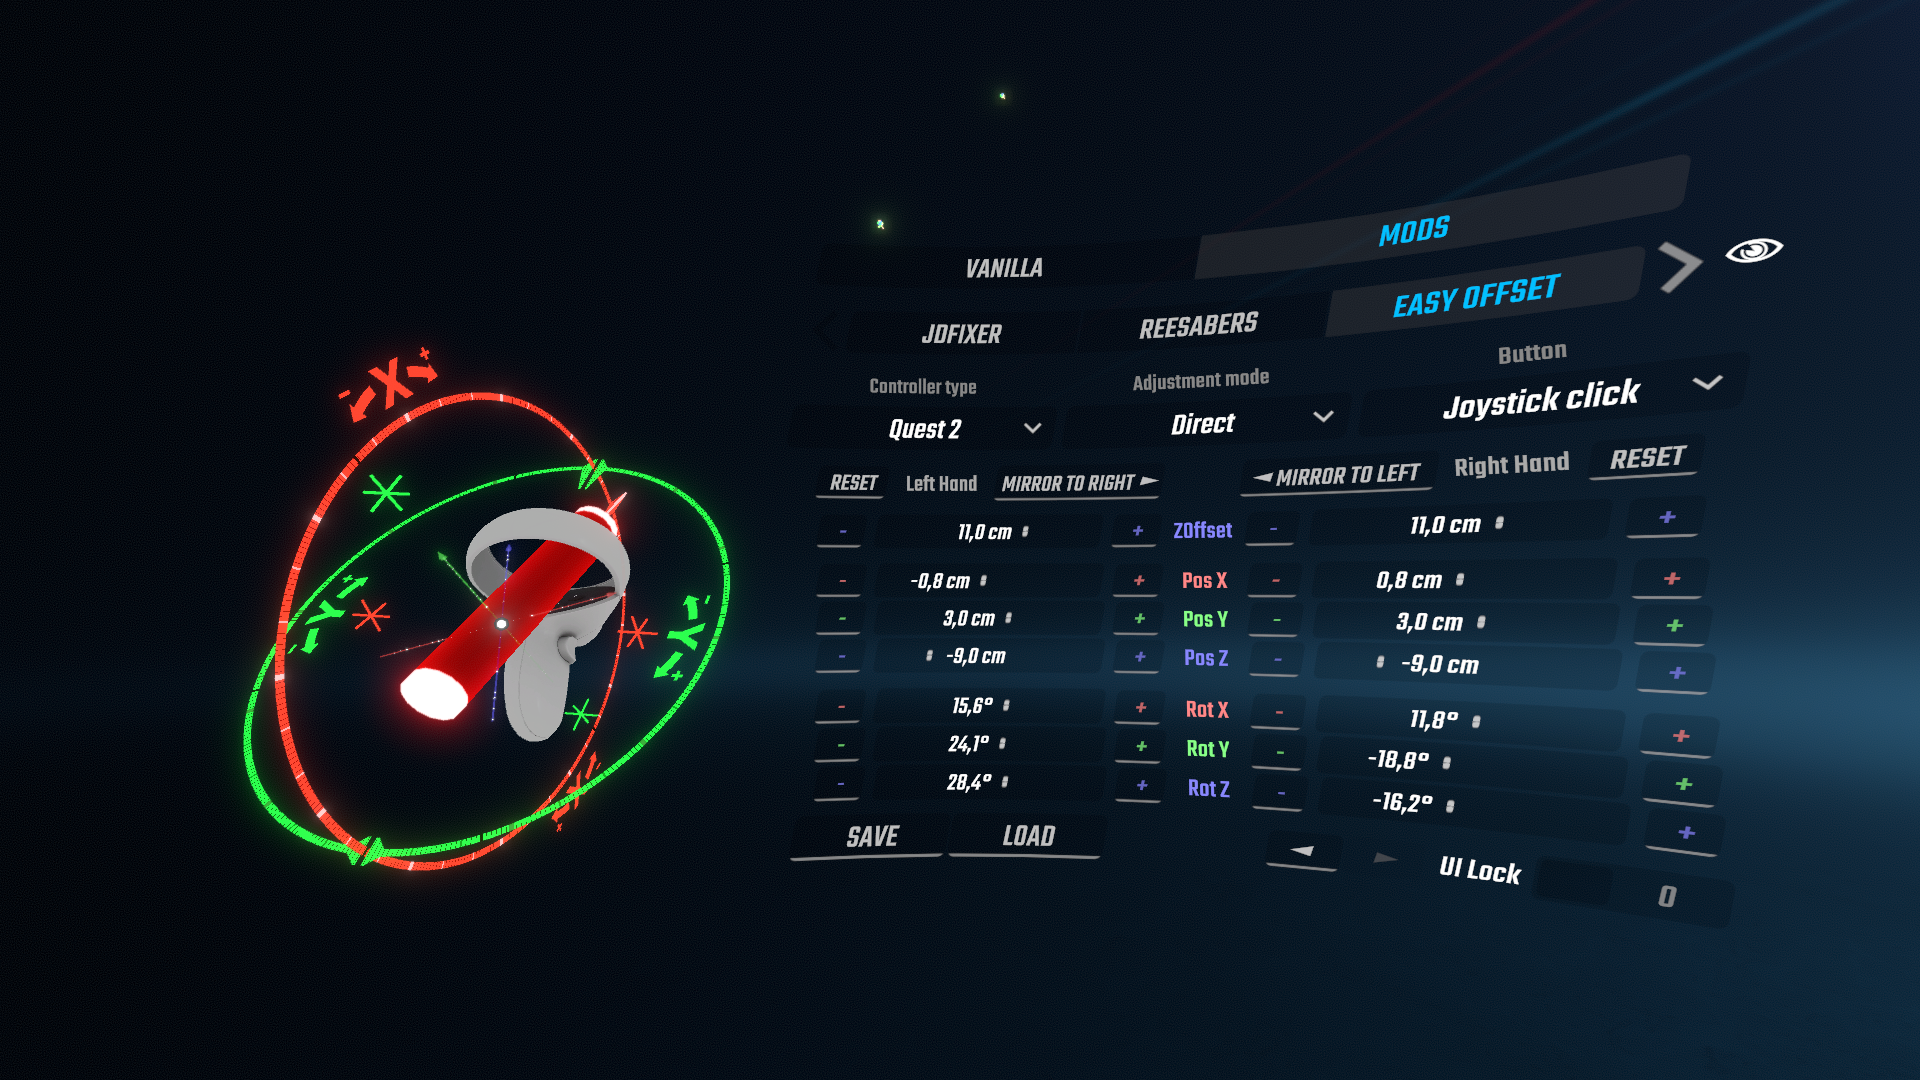 VANILLA MODS
JDFIXER REESABERS EASY OFFSET
Controller type Adjustment mode Button
Quest 2 Direct Joystick click
RESET Left Hand MIRROR TO RIGHT MIRROR TO LEFT Right Hand RESET
- 11,0 cm + ZOffset - 11,0 cm +
- -0,8 cm + Pos X - 0,8 cm +
- 3,0 cm + Pos Y - 3,0 cm +
- -9,0 cm + Pos Z - -9,0 cm +
- 15,6° + Rot X - 11,8° +
- 24,1° + Rot Y - -18,8° +
- 28,4° + Rot Z - -16,2° +
SAVE LOAD
UI Lock 0
- X +
- Y +
- Y +
- X +